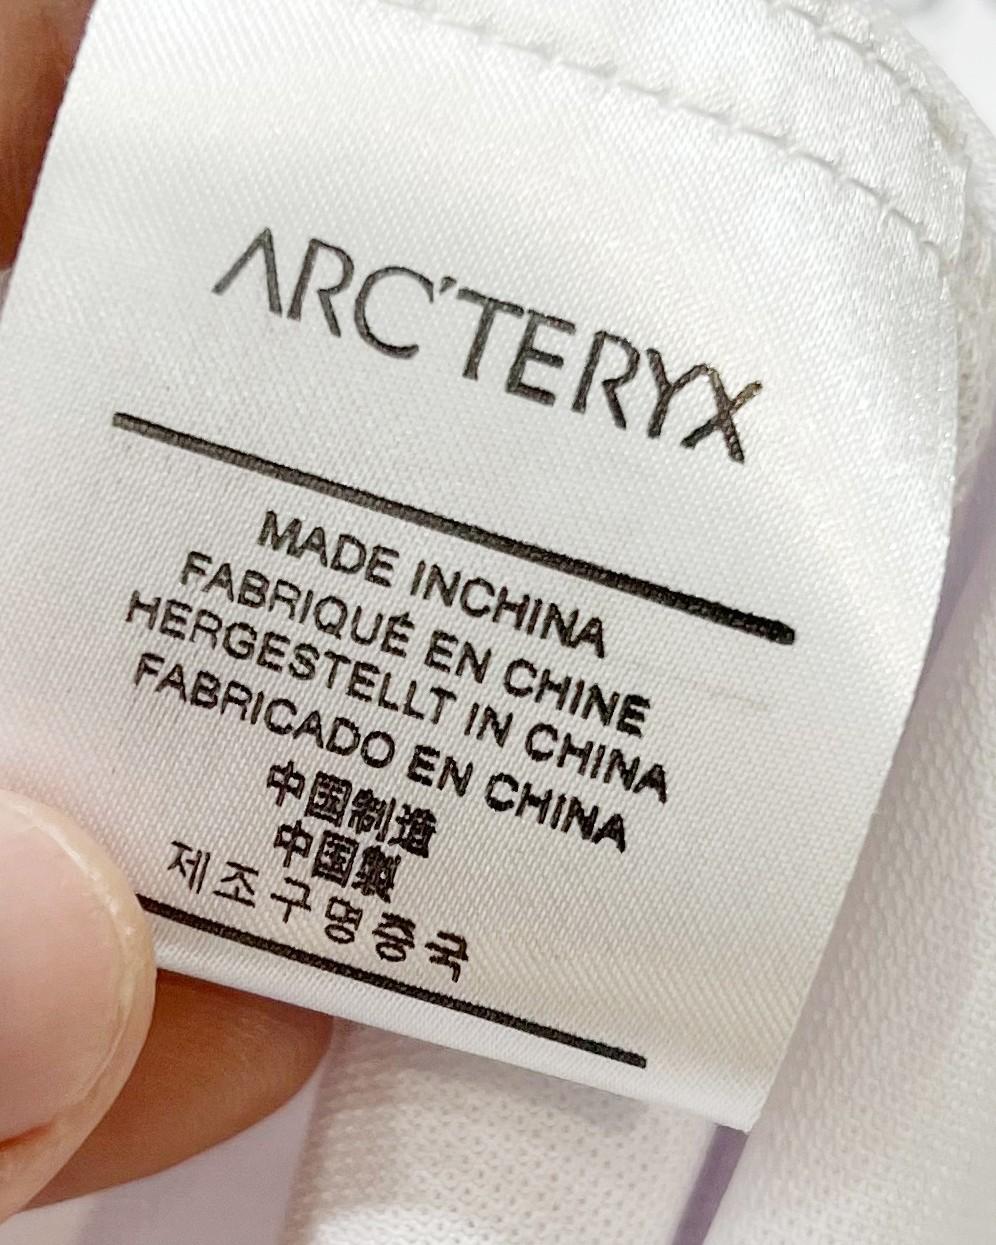 ARC'TERYX
MADE INCHINA
FABRIQUÉ EN CHINE
HERGESTELLT IN CHINA
FABRICADO EN CHINA
中国制造
中国製
제조구명중국